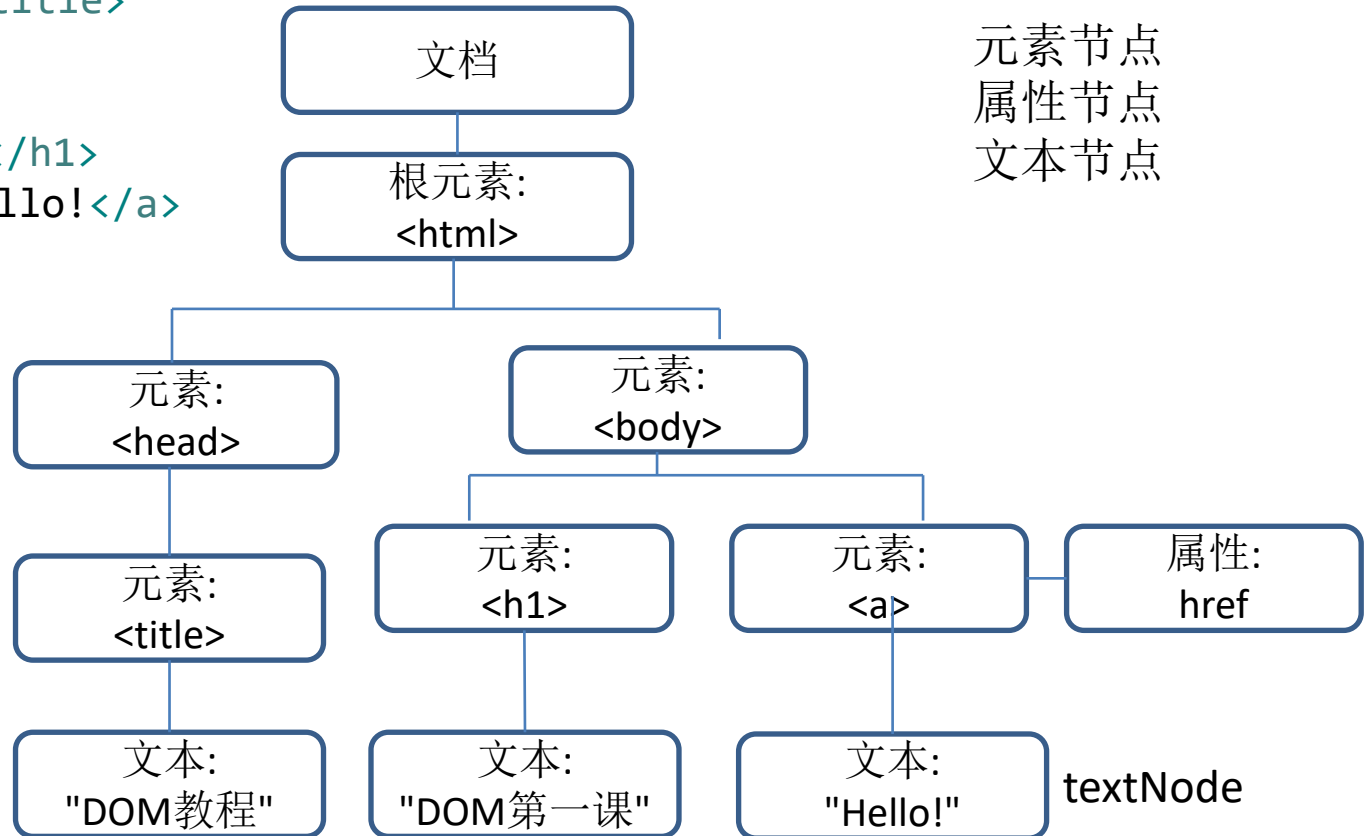 title>
</h1>
llo!</a>
元素节点
属性节点
文本节点
文档
根元素:
<html>
元素:
<head>
元素:
<body>
元素:
<title>
元素:
<h1>
元素:
<a>
属性:
href
文本:
"DOM教程"
文本:
"DOM第一课"
文本:
"Hello!"
textNode